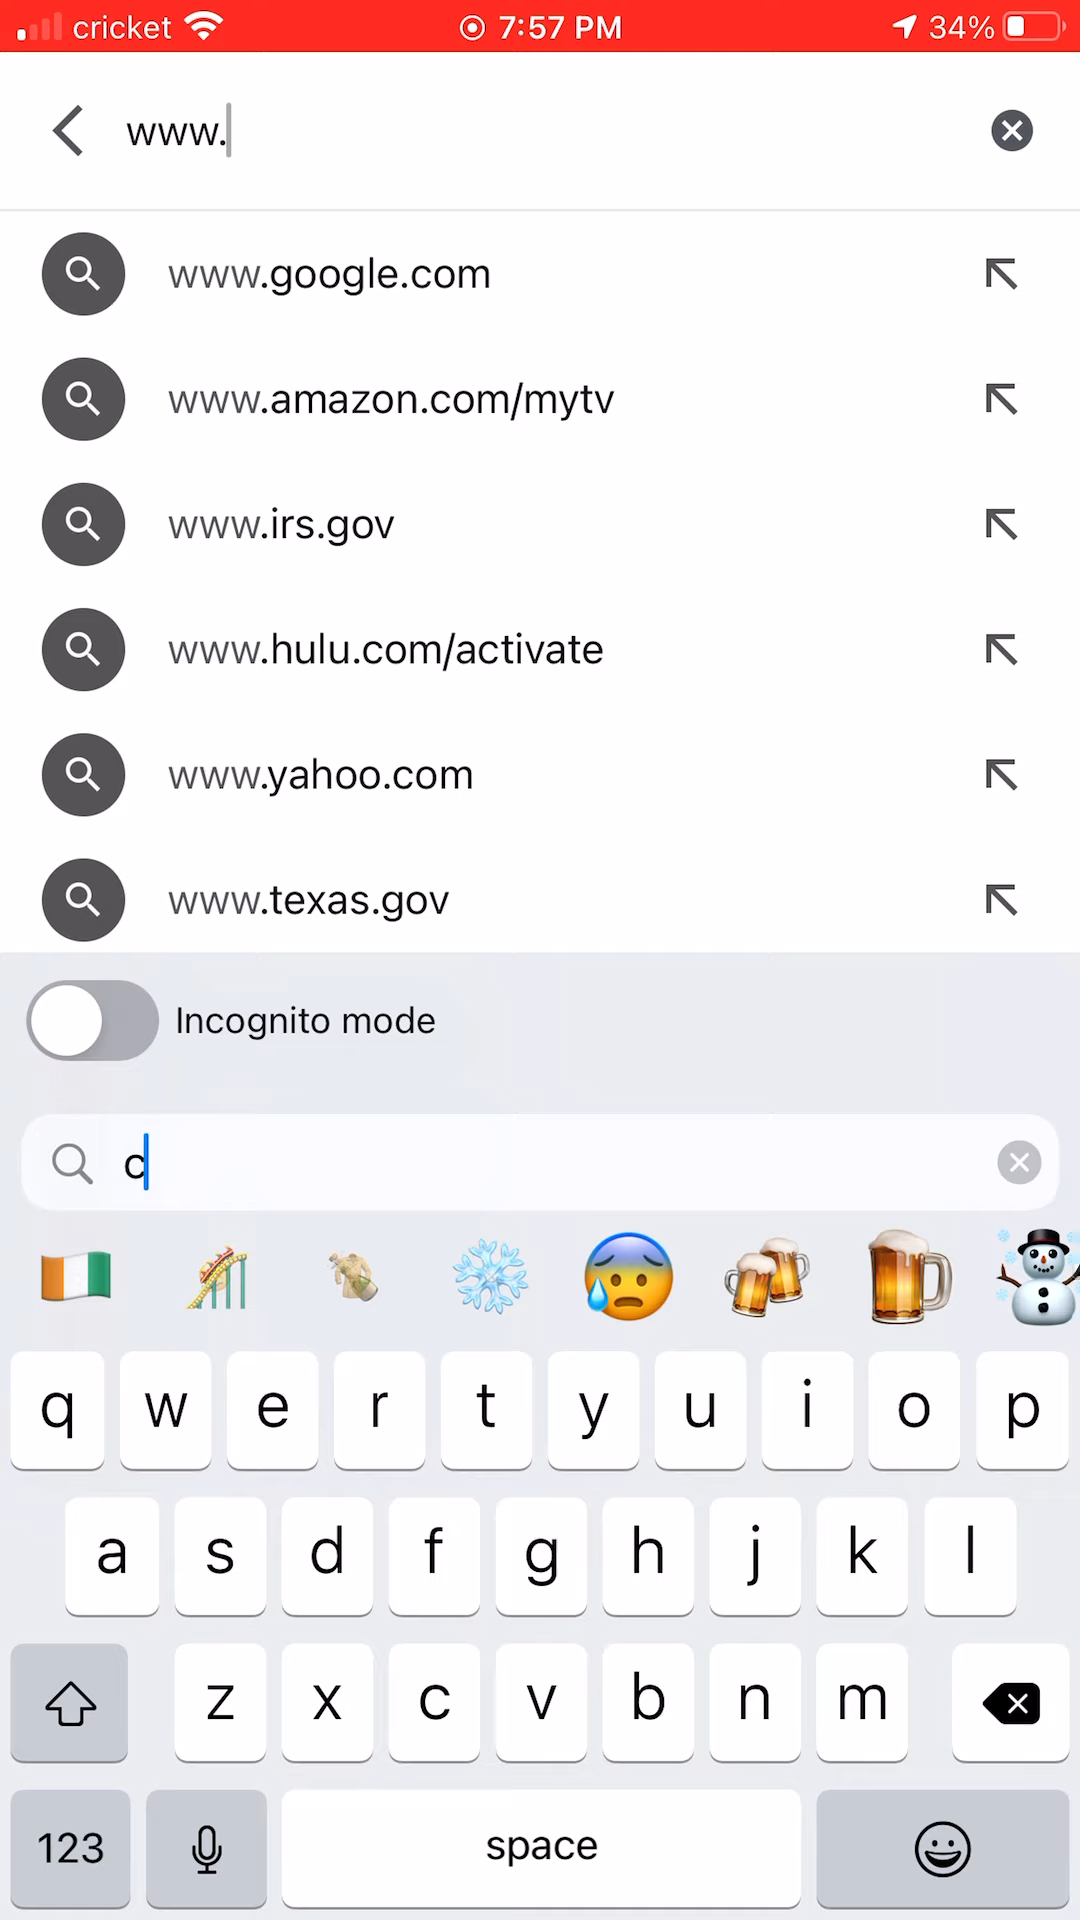 cricket 7:57 PM 34%
www.
www.google.com
www.amazon.com/mytv
www.irs.gov
www.hulu.com/activate
www.yahoo.com
www.texas.gov
Incognito mode
c
q w e r t y u i o p
a s d f g h j k l
z x c v b n m
123 space